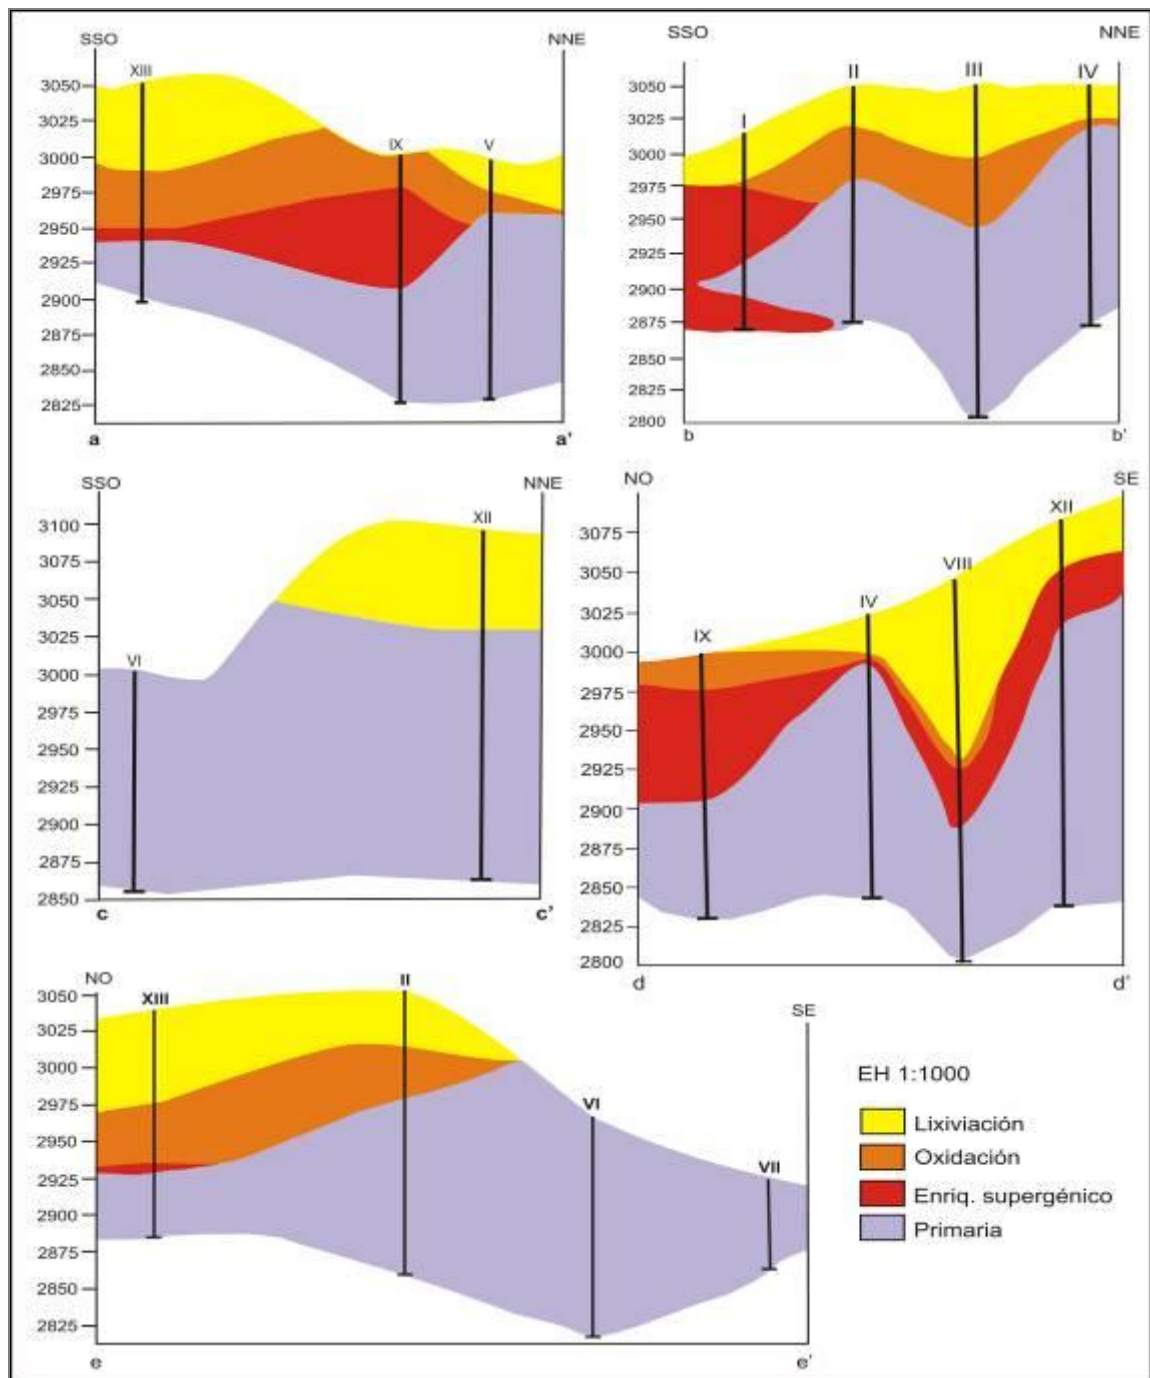 SSO NNE
XIII
IX
V
3050
3025
3000
2975
2950
2925
2900
2875
2850
2825
a a'
SSO NNE
I
II
III
IV
3050
3025
3000
2975
2950
2925
2900
2875
2850
2825
2800
b b'
SSO NNE
VI
XII
3100
3075
3050
3025
3000
2975
2950
2925
2900
2875
2850
c c'
NO SE
IX
IV
VIII
XII
3075
3050
3025
3000
2975
2950
2925
2900
2875
2850
2825
2800
d d'
NO SE
XIII
II
VI
VII
3050
3025
3000
2975
2950
2925
2900
2875
2850
2825
e e'
EH 1:1000
Lixiviación
Oxidación
Enriq. supergénico
Primaria